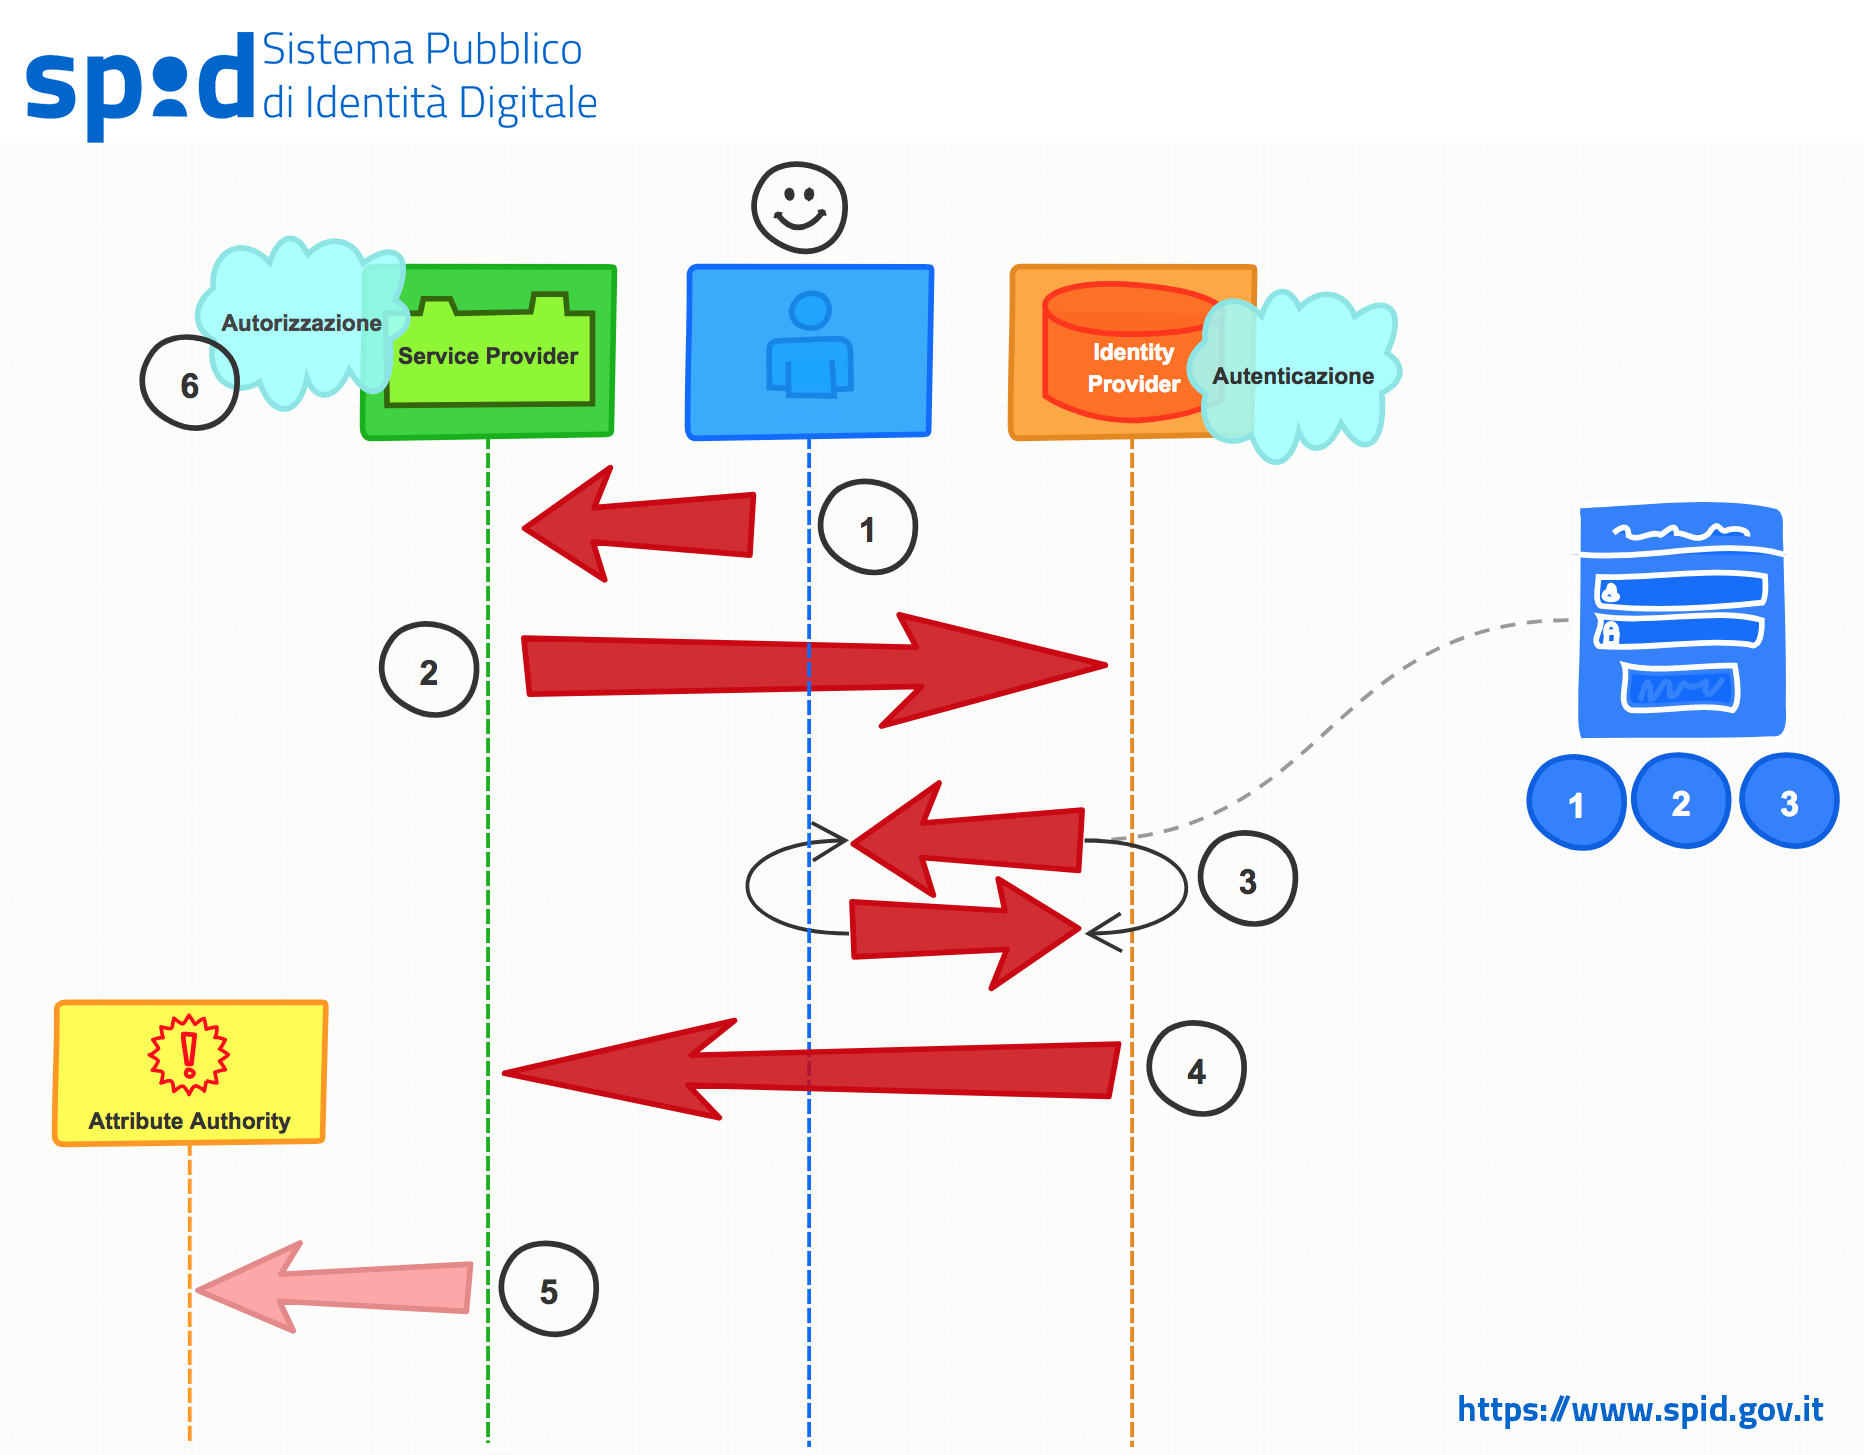 spid
Sistema Pubblico
di Identità Digitale
Autorizzazione
6
Service Provider
Identity
Provider
Autenticazione
1
2
3
1
2
3
4
Attribute Authority
5
https://www.spid.gov.it